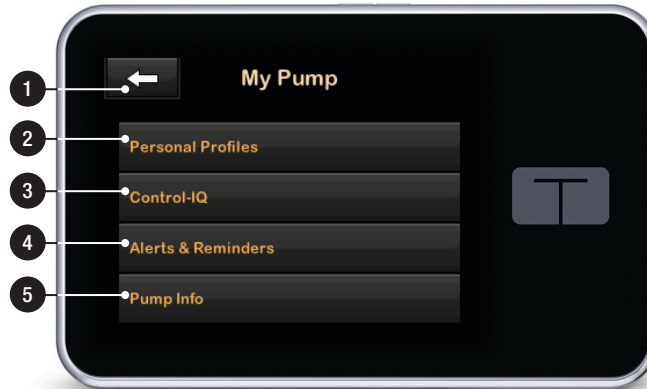 My Pump
1
2
Personal Profiles
3
Control-IQ
4
Alerts & Reminders
5
Pump Info